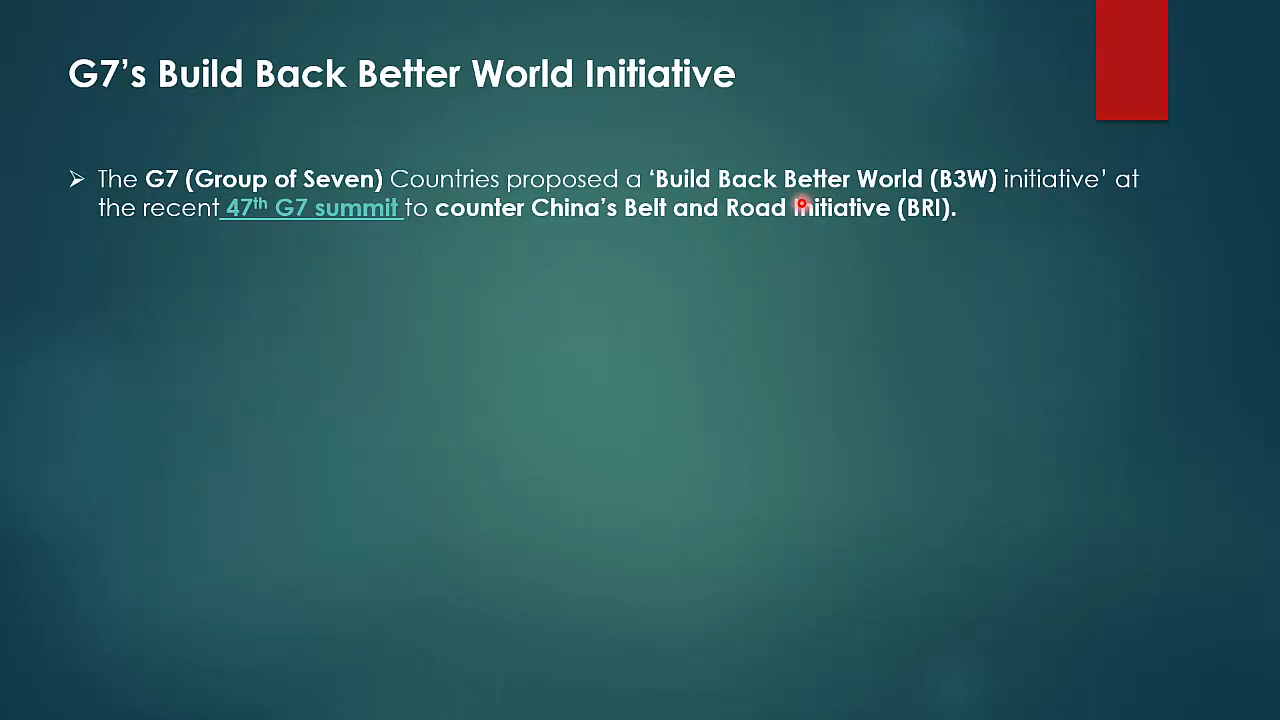 G7’s Build Back Better World Initiative
The G7 (Group of Seven) Countries proposed a ‘Build Back Better World (B3W) initiative’ at
the recent 47th G7 summit to counter China’s Belt and Road Initiative (BRI).